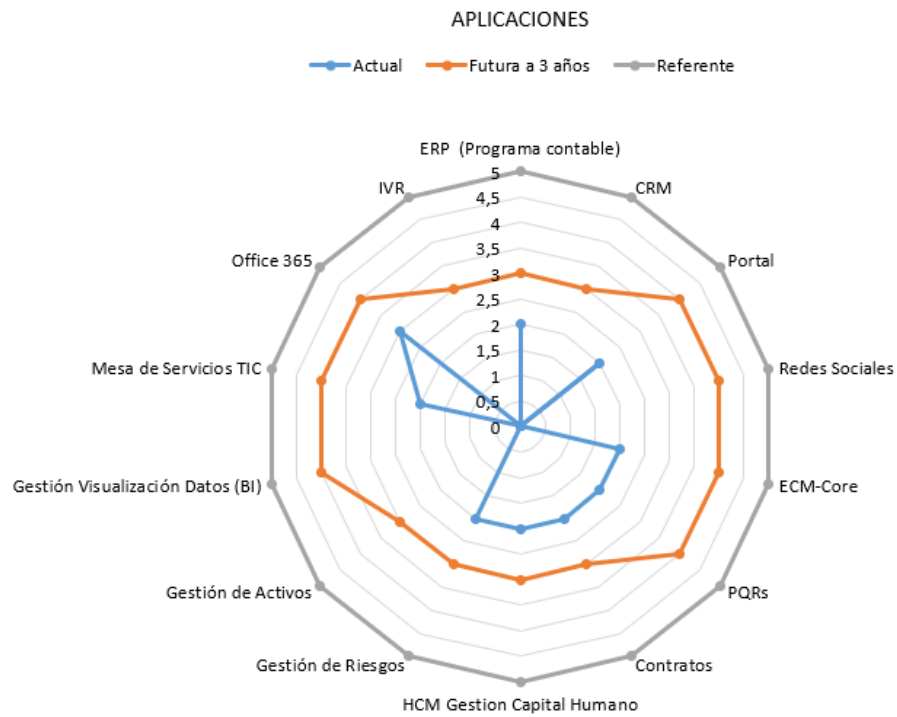 APLICACIONES
Actual Futura a 3 años Referente
ERP (Programa contable)
IVR
CRM
Office 365
Portal
Mesa de Servicios TIC
Redes Sociales
Gestión Visualización Datos (BI)
ECM-Core
Gestión de Activos
PQRs
Gestión de Riesgos
Contratos
HCM Gestion Capital Humano
5
4,5
4
3,5
3
2,5
2
1,5
1
0,5
0